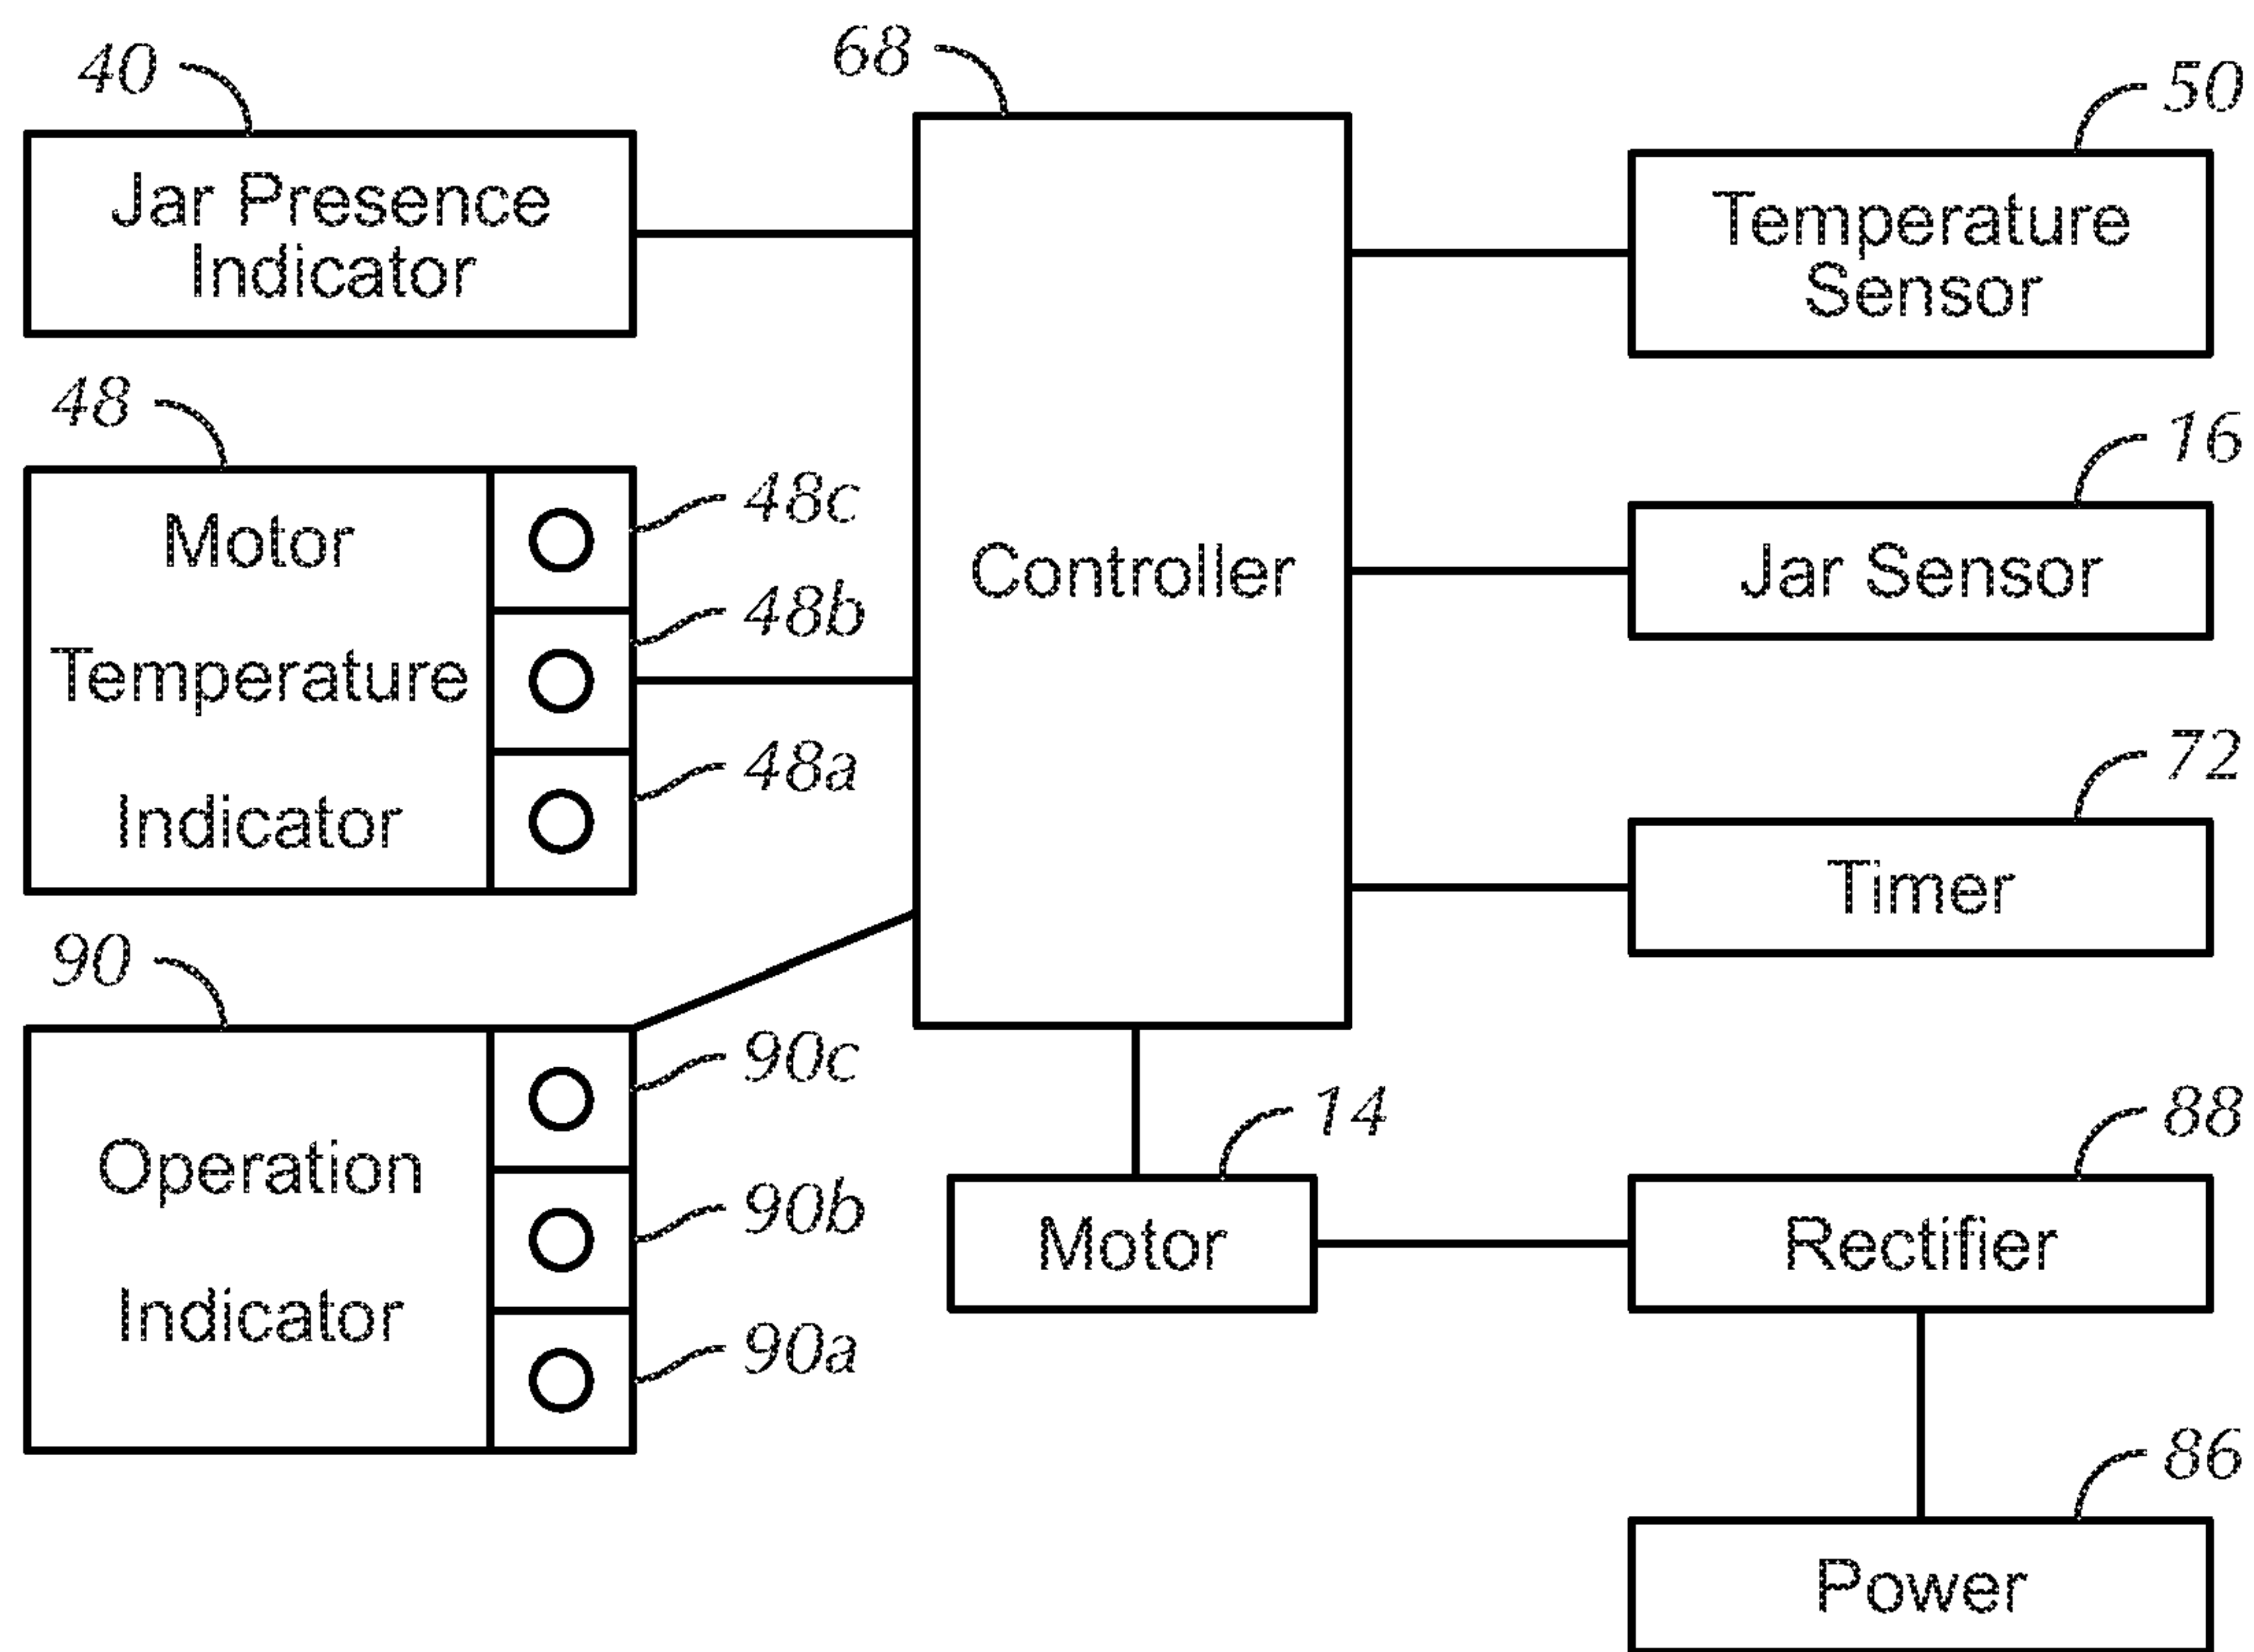 40
Jar Presence
Indicator
48
Motor
Temperature
Indicator
48c
48b
48a
90
Operation
Indicator
90c
90b
90a
68
Controller
14
Motor
50
Temperature
Sensor
16
Jar Sensor
72
Timer
88
Rectifier
86
Power